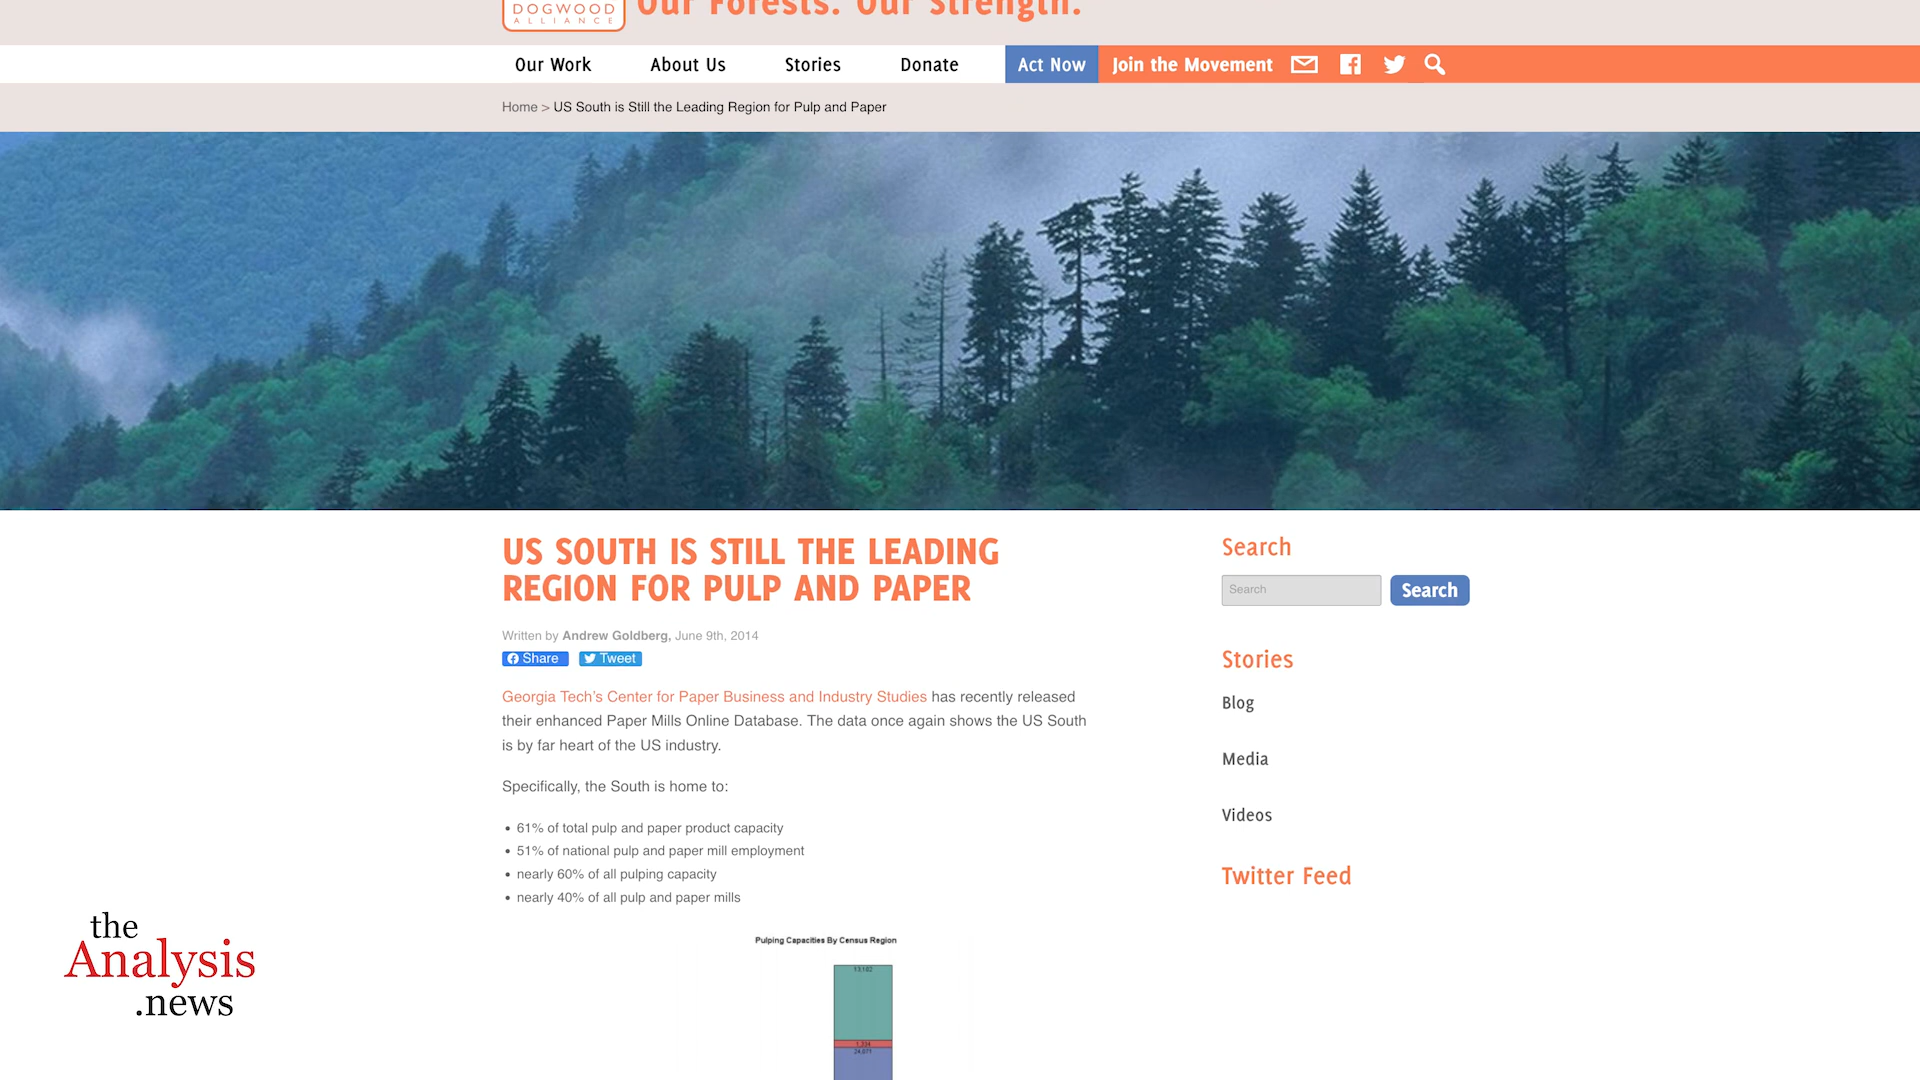 DOGWOOD
ALLIANCE
Our Forests. Our Strength.
Our Work
About Us
Stories
Donate
Act Now
Join the Movement
Home > US South is Still the Leading Region for Pulp and Paper
US SOUTH IS STILL THE LEADING
REGION FOR PULP AND PAPER
Written by Andrew Goldberg, June 9th, 2014
Share
Tweet
Georgia Tech's Center for Paper Business and Industry Studies has recently released
their enhanced Paper Mills Online Database. The data once again shows the US South
is by far heart of the US industry.
Specifically, the South is home to:
• 61% of total pulp and paper product capacity
• 51% of national pulp and paper mill employment
• nearly 60% of all pulping capacity
• nearly 40% of all pulp and paper mills
Pulping Capacities By Census Region
Search
Search
Search
Stories
Blog
Media
Videos
Twitter Feed
the
Analysis
.news